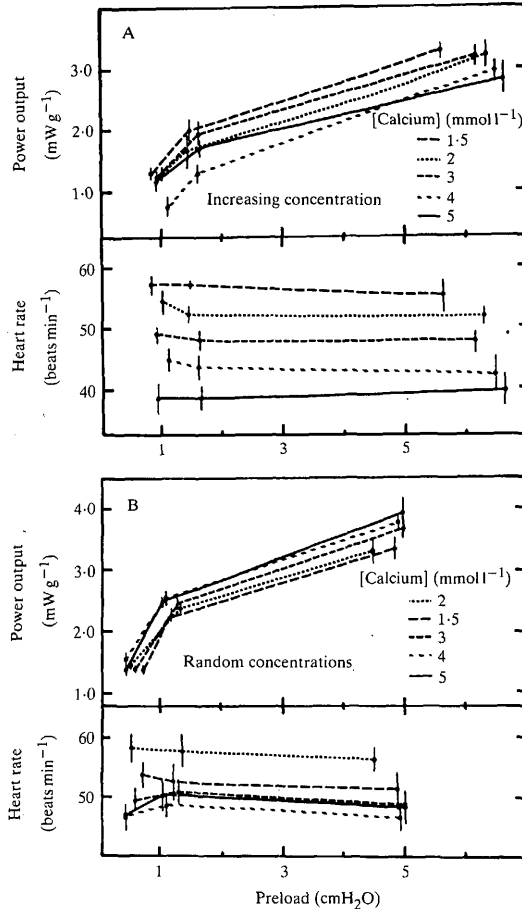 A
Power output
(mW g−1)
3·0
2·0
1·0
[Calcium] (mmol l−1)
1·5
2
3
4
5
Increasing concentration
Heart rate
(beats min−1)
60
50
40
1
3
5
B
Power output
(mW g−1)
4·0
3·0
2·0
1·0
[Calcium] (mmol l−1)
2
1·5
3
4
5
Random concentrations
Heart rate
(beats min−1)
60
50
1
2
3
4
5
6
Preload (cmH2O)